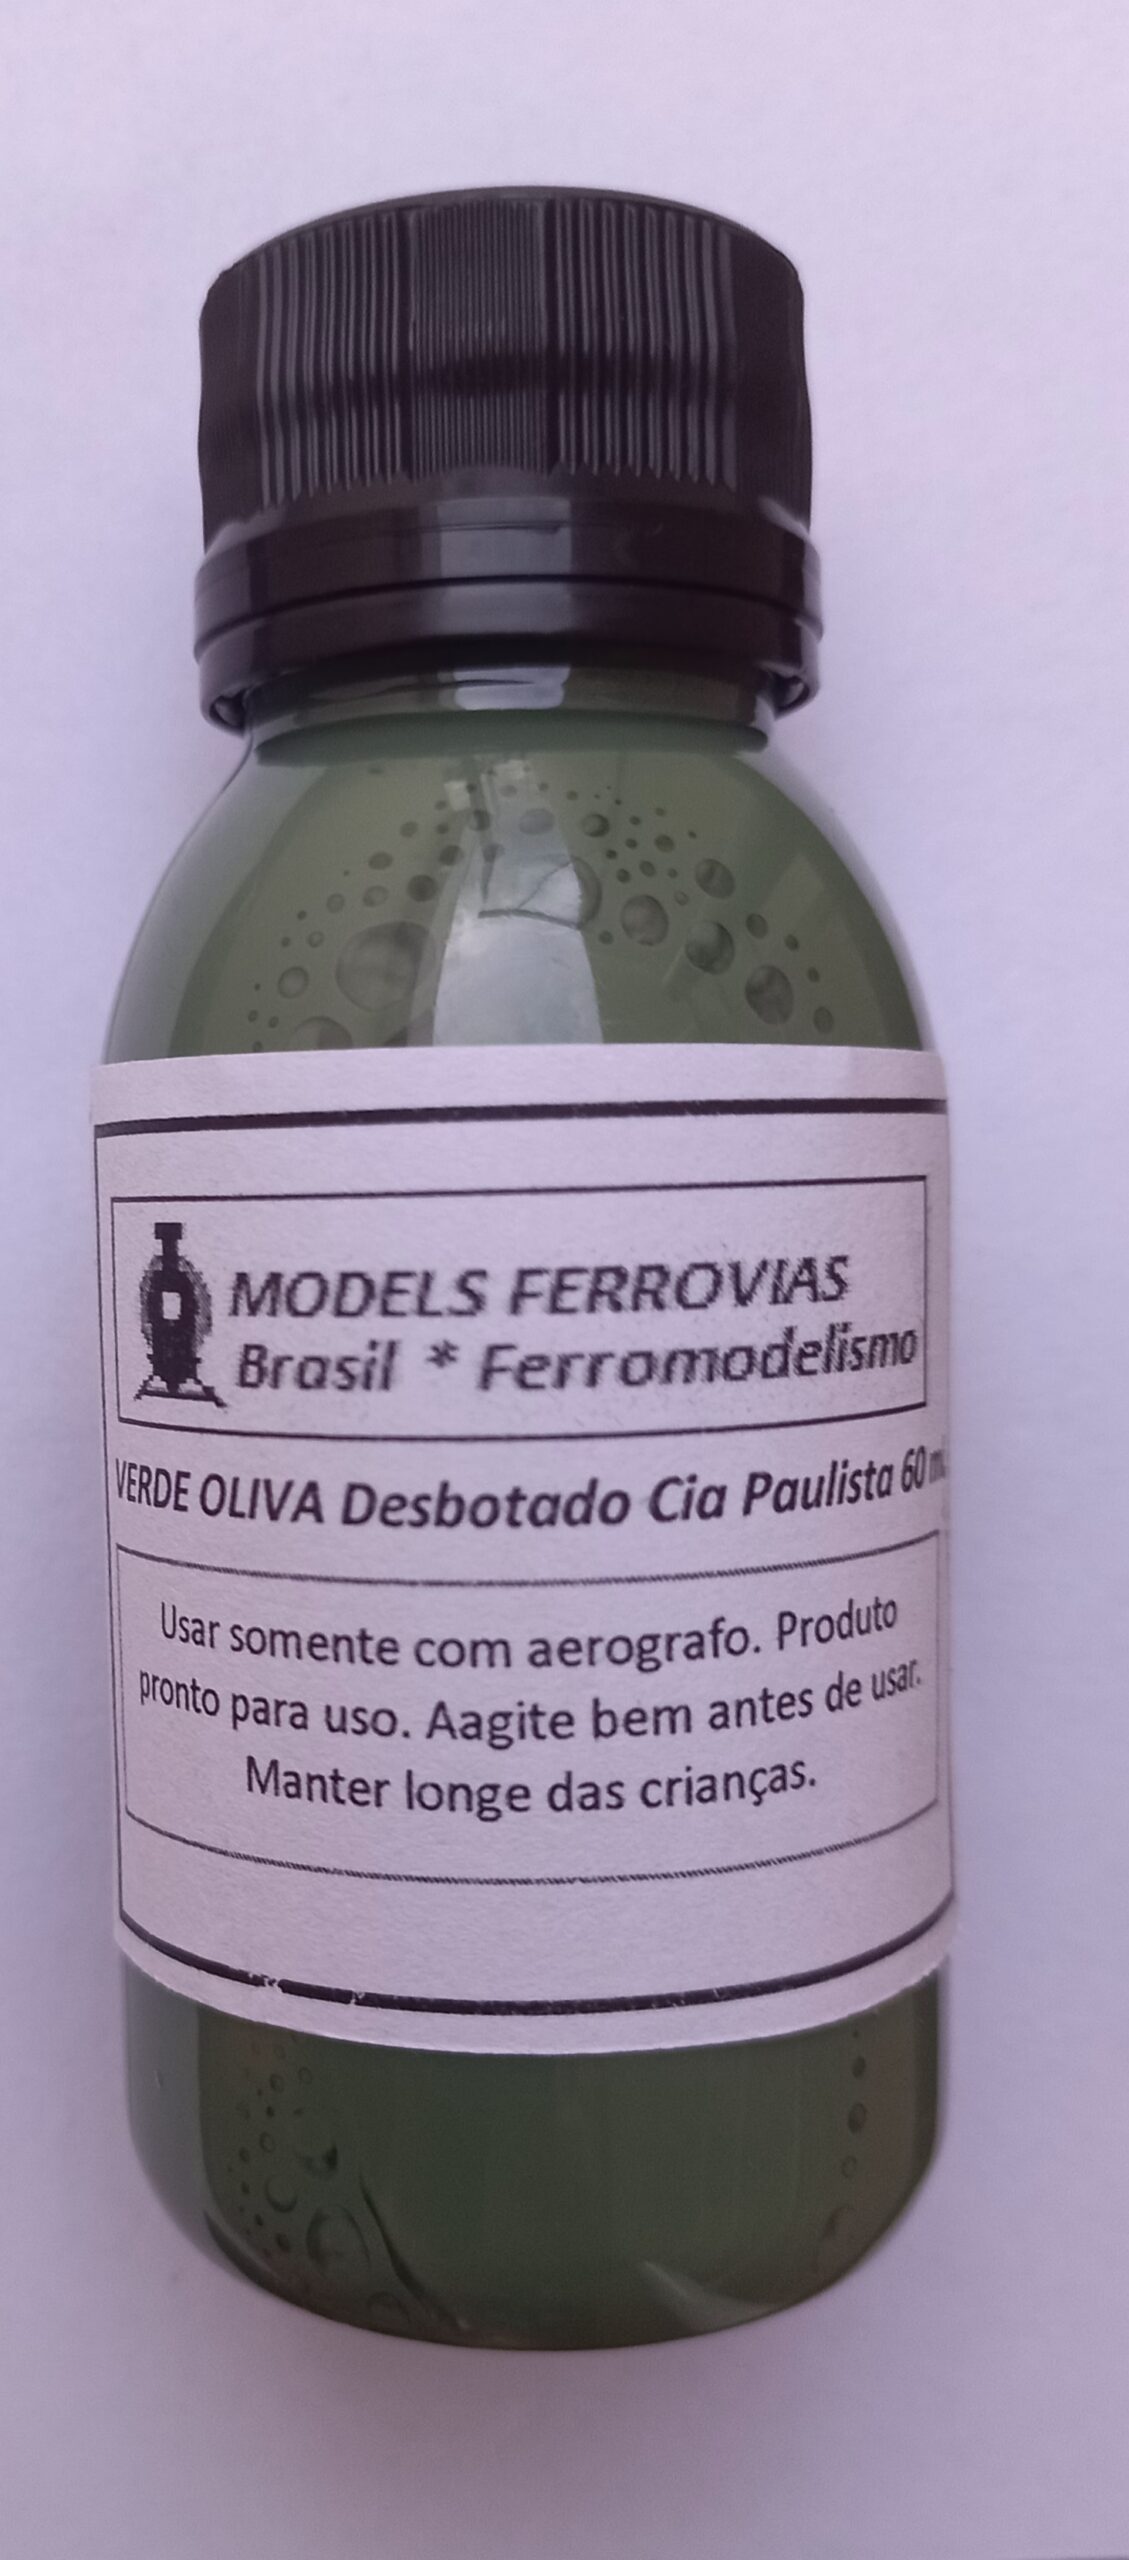 MODELS FERROVIAS
Brasil * Ferromodelismo
VERDE OLIVA Desbotado Cia Paulista 60 mL
Usar somente com aerografo. Produto
pronto para uso. Aagite bem antes de usar.
Manter longe das crianças.